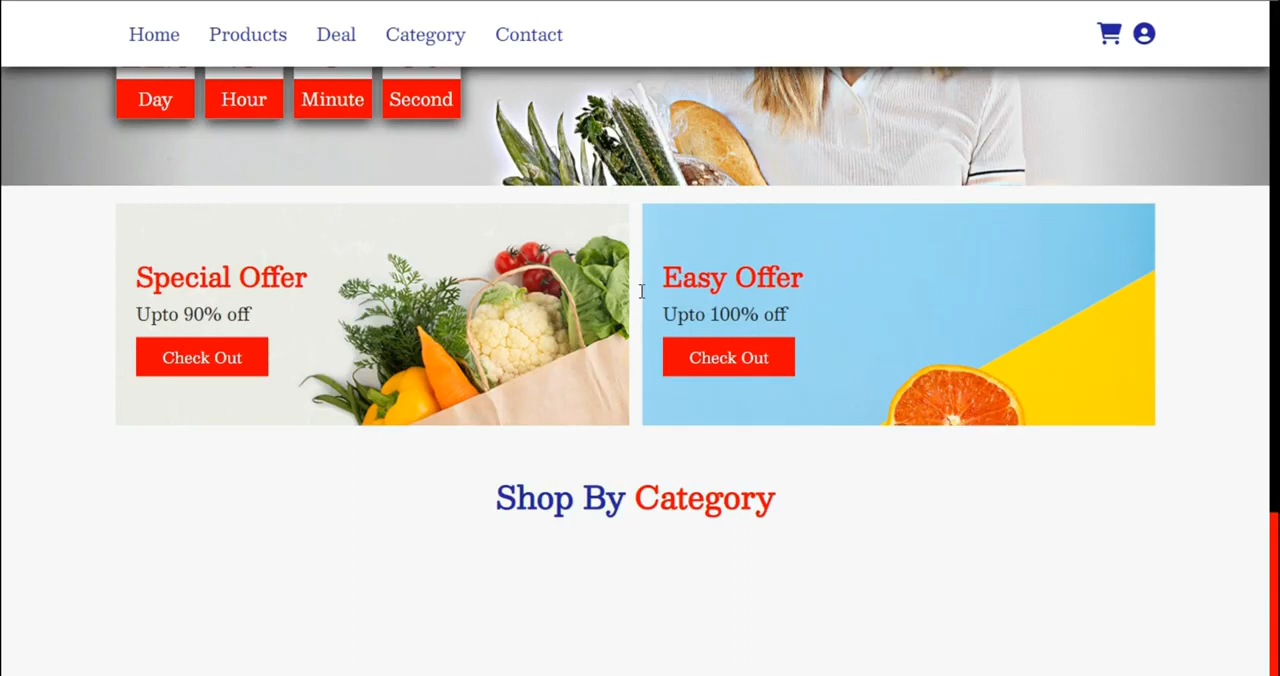 Home Products Deal Category Contact
Day Hour Minute Second
Special Offer
Upto 90% off
Check Out
Easy Offer
Upto 100% off
Check Out
Shop By Category